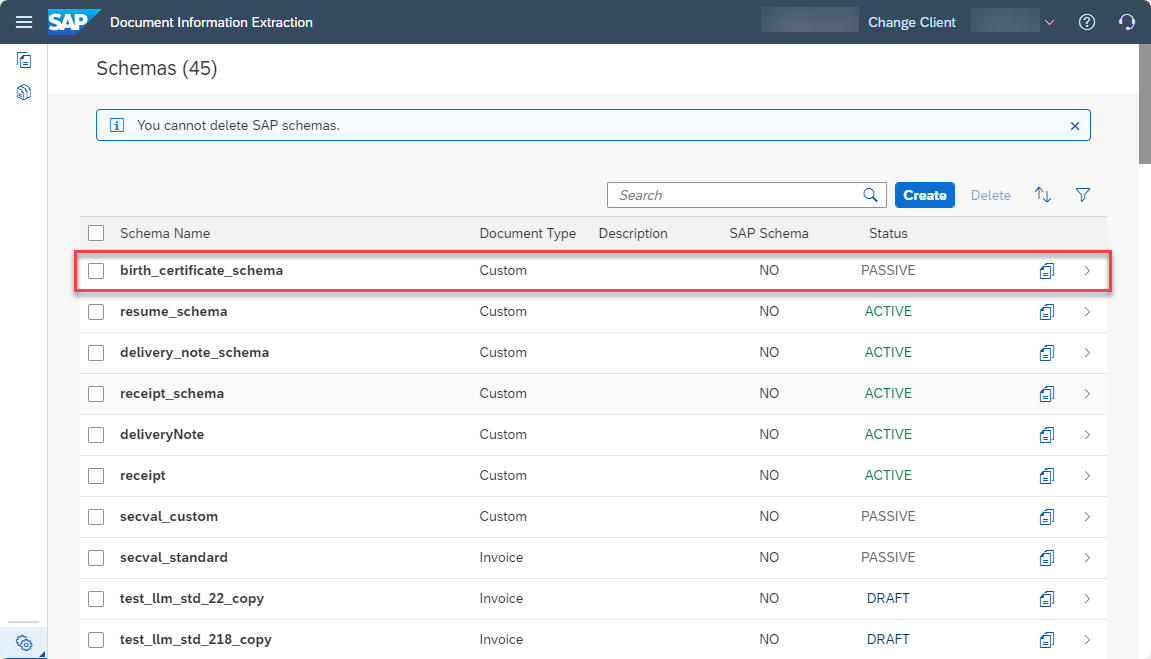 SAP Document Information Extraction Change Client
Schemas (45)
You cannot delete SAP schemas.
Search Create Delete
Schema Name Document Type Description SAP Schema Status
birth_certificate_schema Custom NO PASSIVE
resume_schema Custom NO ACTIVE
delivery_note_schema Custom NO ACTIVE
receipt_schema Custom NO ACTIVE
deliveryNote Custom NO ACTIVE
receipt Custom NO ACTIVE
secval_custom Custom NO PASSIVE
secval_standard Invoice NO PASSIVE
test_llm_std_22_copy Invoice NO DRAFT
test_llm_std_218_copy Invoice NO DRAFT